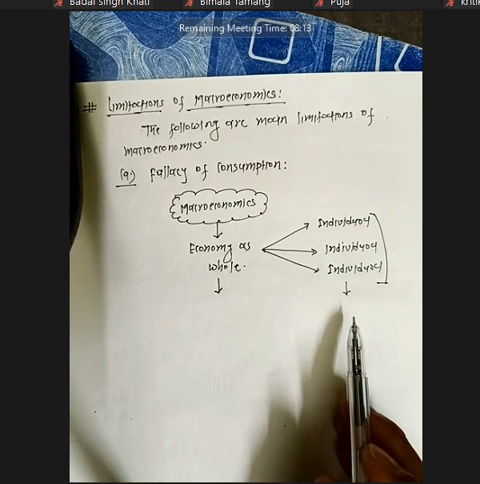 Badal singh Khati
Bimala Tamang
Puja
kritik
Remaining Meeting Time: 08:13
# Limitations of Macroeconomics:
The following are main limitations of
macroeconomics.
(a.) Fallacy of Consumption:
Macroeconomics
Economy as
whole.
Individual
Individual
Individual